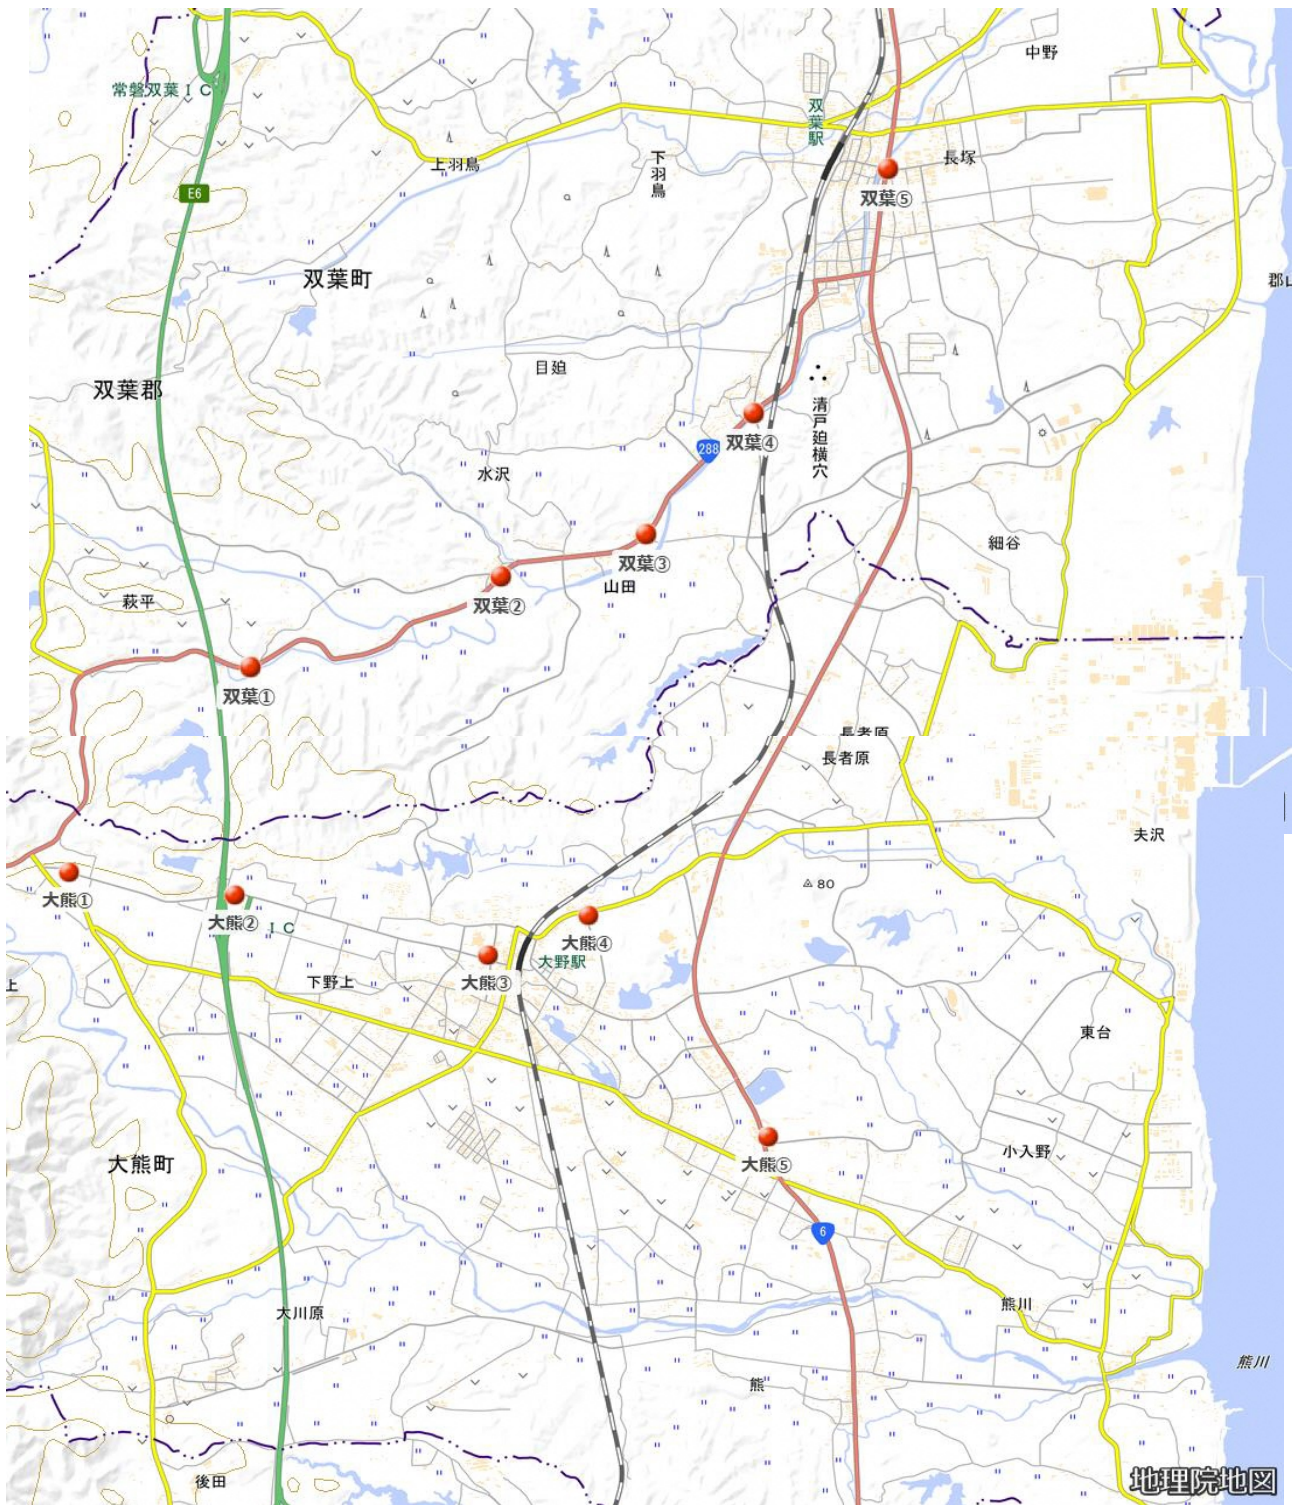 中野
常磐双葉IC
双葉駅
上羽鳥
下羽鳥
長塚
E6
双葉⑤
双葉町
郡山
目廹
双葉郡
清戸廹横穴
双葉④
288
水沢
細谷
双葉③
山田
萩平
双葉②
双葉①
長者原
長者原
夫沢
80
大熊①
大熊②
IC
大熊④
大野駅
大熊③
下野上
上
東台
小入野
大熊町
大熊⑤
6
大川原
熊川
熊川
熊
後田
地理院地図